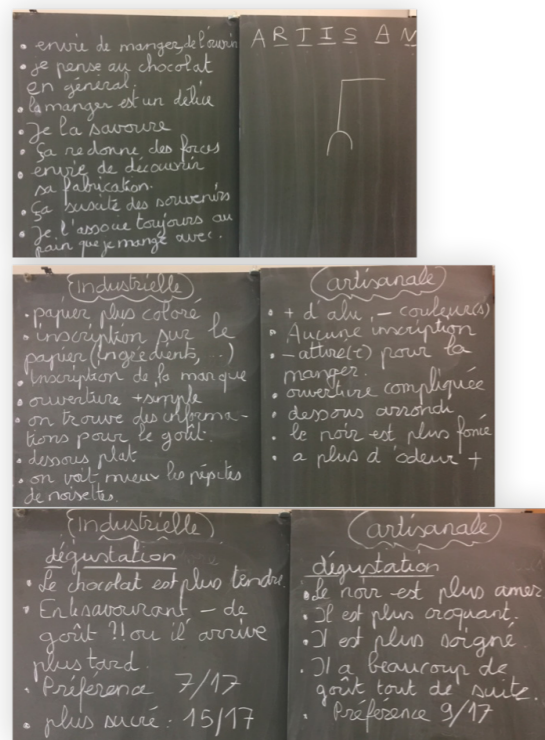 • envie de manger, de l'ouvrir
• je pense au chocolat
en général.
• le manger est un délice
• Je la savoure
• Ça redonne des forces
• envie de découvrir
sa fabrication.
• Ça suscite des souvenirs
• Je l'associe toujours au
pain que je mange avec.
A R T I S A N
(industrielle)
• papier plus coloré
• inscription sur le
papier (ingrédients, ...)
• Inscription de la marque
• ouverture + simple
• on trouve des informa-
tions pour le goût.
• dessous plat
• on voit mieux les pépites
de noisettes.
(artisanale)
• + d'alu, - couleur(s)
• Aucune inscription
• - attiré(e) pour la
manger.
• ouverture compliquée
• dessous arrondi
• le noir est plus foncé
• a plus d'odeur +
(industrielle)
dégustation
• Le chocolat est plus tendre
• En le savourant - de
goût ?! ou il arrive
plus tard.
• Préférence 7/17
• plus sucré : 15/17
(artisanale)
dégustation
• Le noir est plus amer
• Il est plus croquant.
• Il est plus soigné.
• Il a beaucoup de
goût tout de suite.
• Préférence 9/17